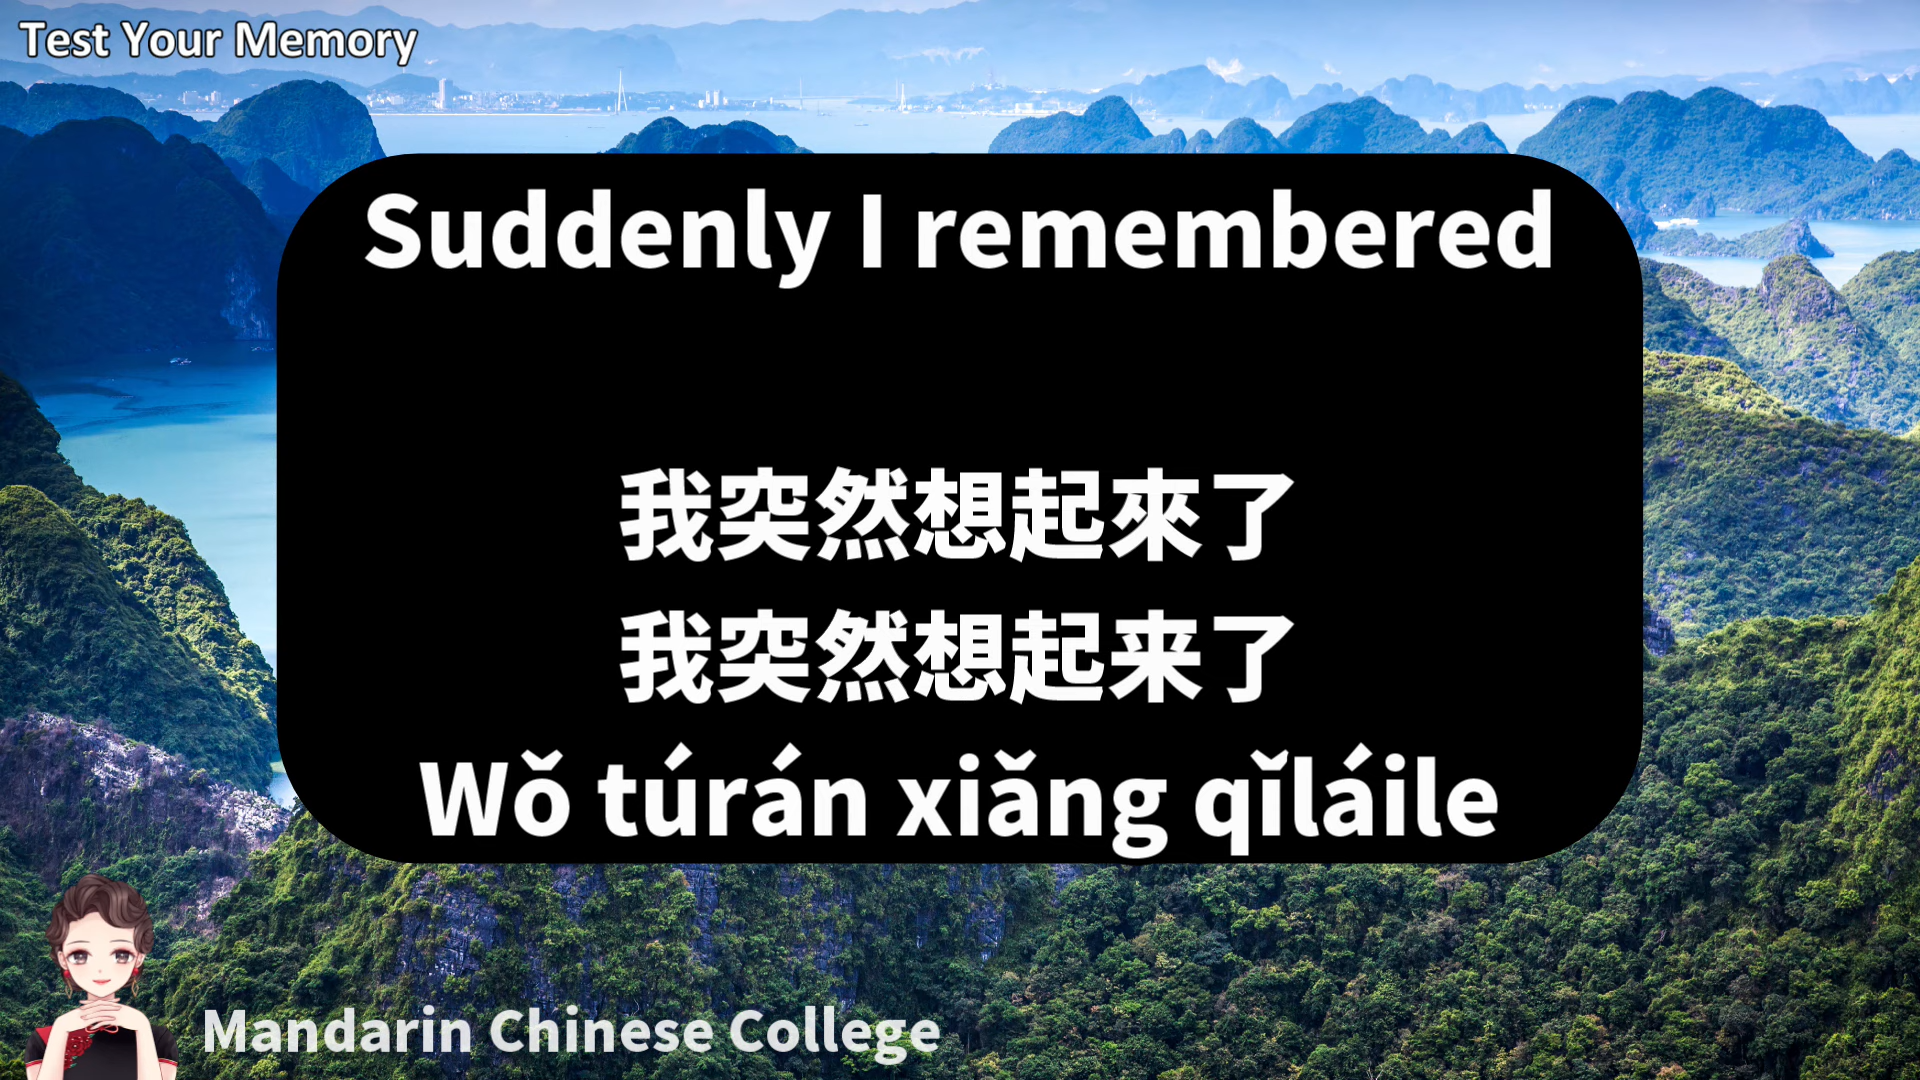 Test Your Memory
Suddenly I remembered
我突然想起來了
我突然想起来了
Wǒ túrán xiǎng qǐláile
Mandarin Chinese College